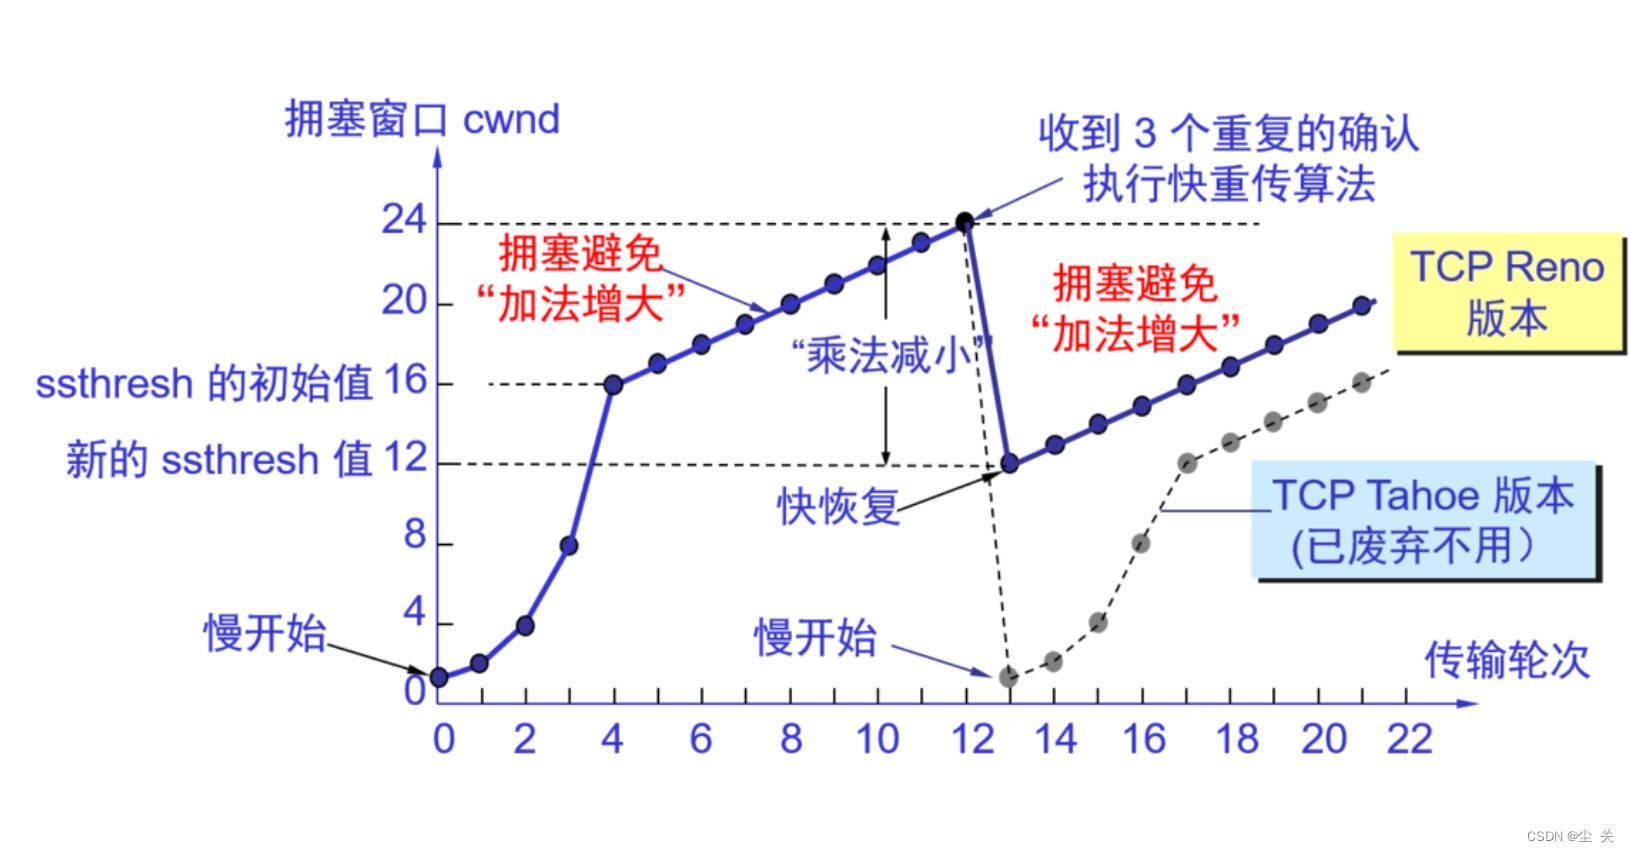 拥塞窗口 cwnd
收到 3 个重复的确认
执行快重传算法
24
拥塞避免
“加法增大”
拥塞避免
“加法增大”
TCP Reno
版本
20
“乘法减小”
ssthresh 的初始值 16
新的 ssthresh 值 12
快恢复
TCP Tahoe 版本
(已废弃不用）
8
4
慢开始
慢开始
传输轮次
0
0 2 4 6 8 10 12 14 16 18 20 22
CSDN @尘 关